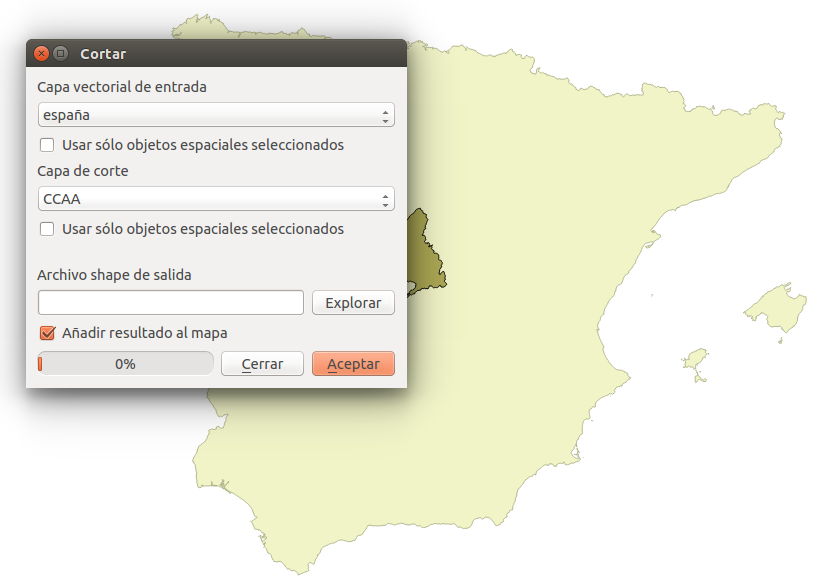 Cortar
Capa vectorial de entrada
españa
Usar sólo objetos espaciales seleccionados
Capa de corte
CCAA
Usar sólo objetos espaciales seleccionados
Archivo shape de salida
Explorar
Añadir resultado al mapa
0% Cerrar Aceptar